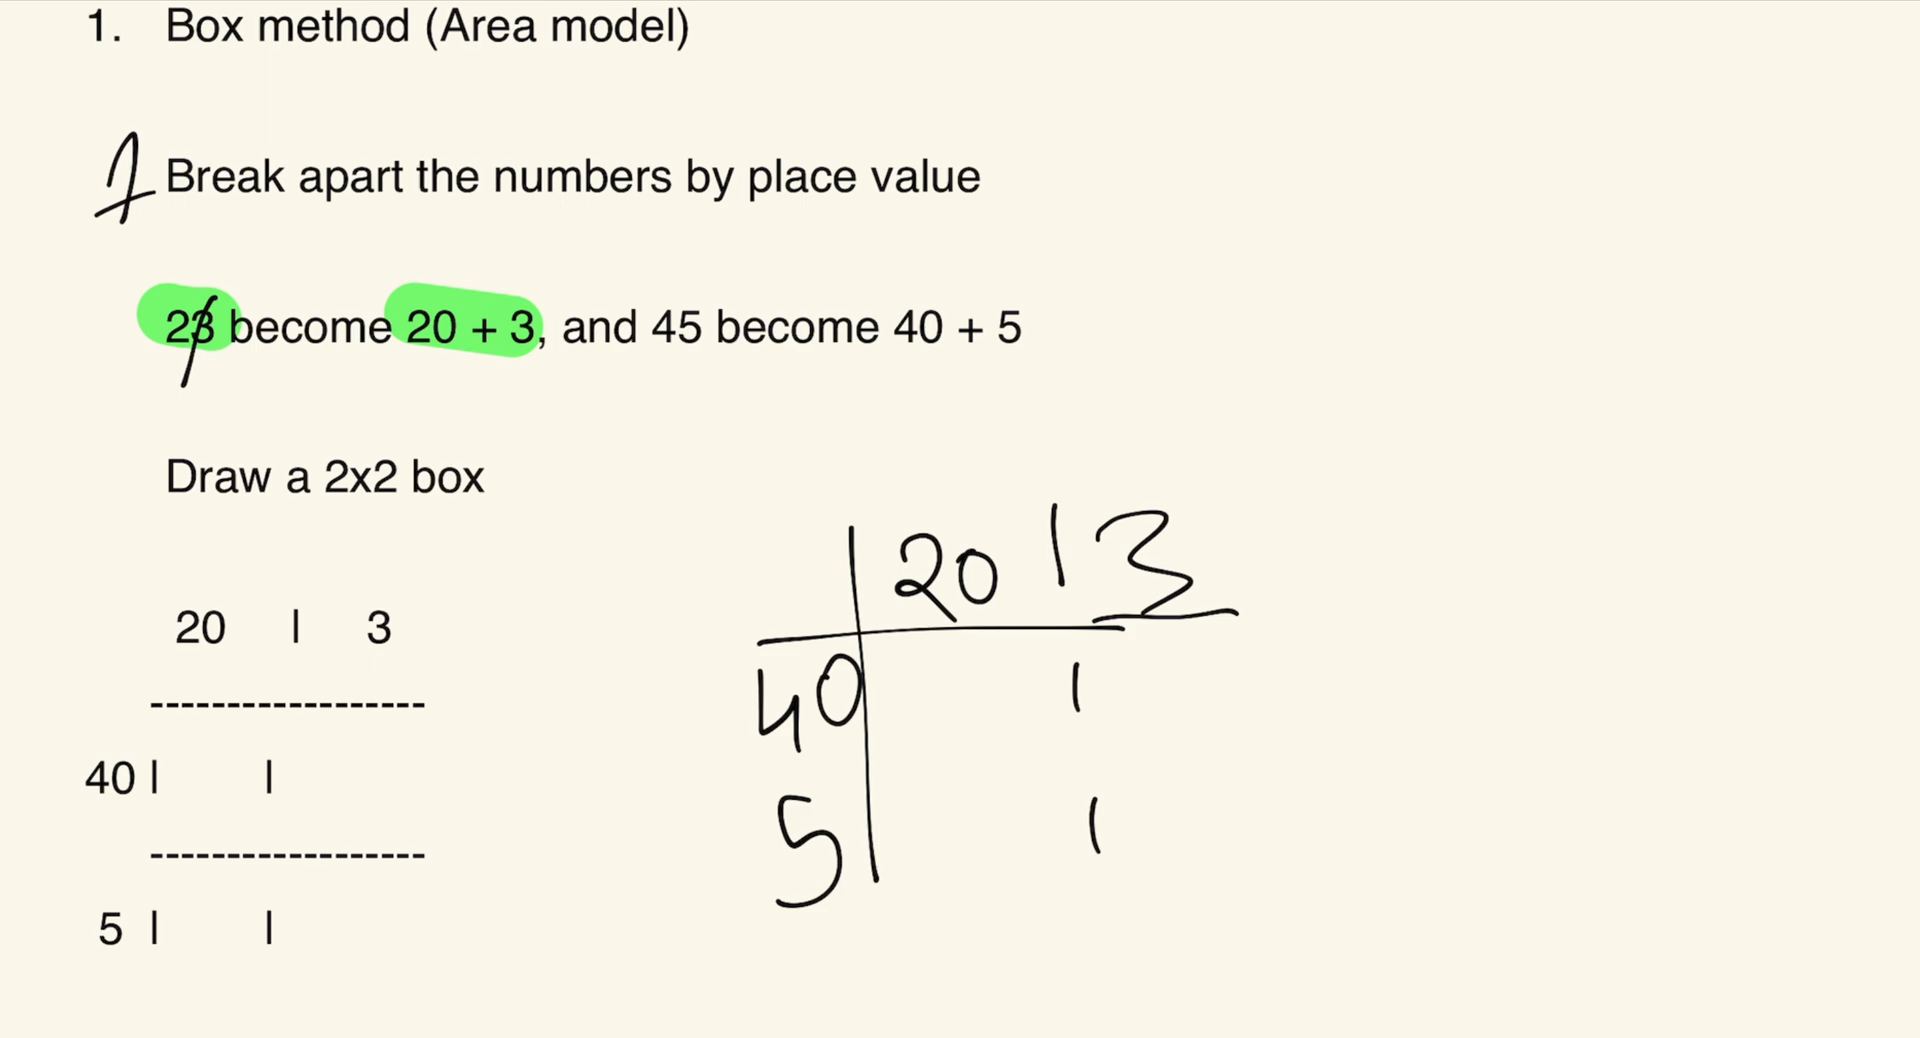 1. Box method (Area model)
1 Break apart the numbers by place value
23 become 20 + 3, and 45 become 40 + 5
Draw a 2x2 box
20 | 3
------------------
40 | |
------------------
5 | |
| 20 | 3
40 | |
5 | |